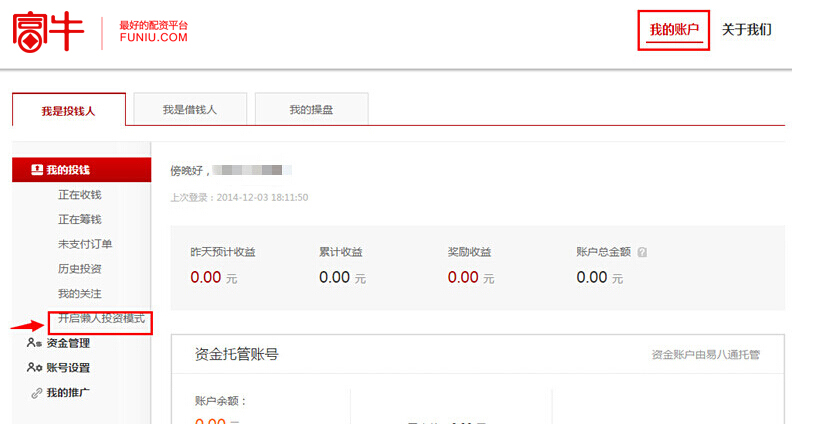 富牛
最好的配资平台
FUNIU.COM
我的账户
关于我们
我是投钱人
我是借钱人
我的操盘
我的投钱
正在收钱
正在筹钱
未支付订单
历史投资
我的关注
开启懒人投资模式
资金管理
账号设置
我的推广
傍晚好，
上次登录：2014-12-03 18:11:50
昨天预计收益
累计收益
奖励收益
账户总金额 ?
0.00 元
0.00 元
0.00 元
0.00 元
资金托管账号
资金账户由易八通托管
账户余额：
0.00 元